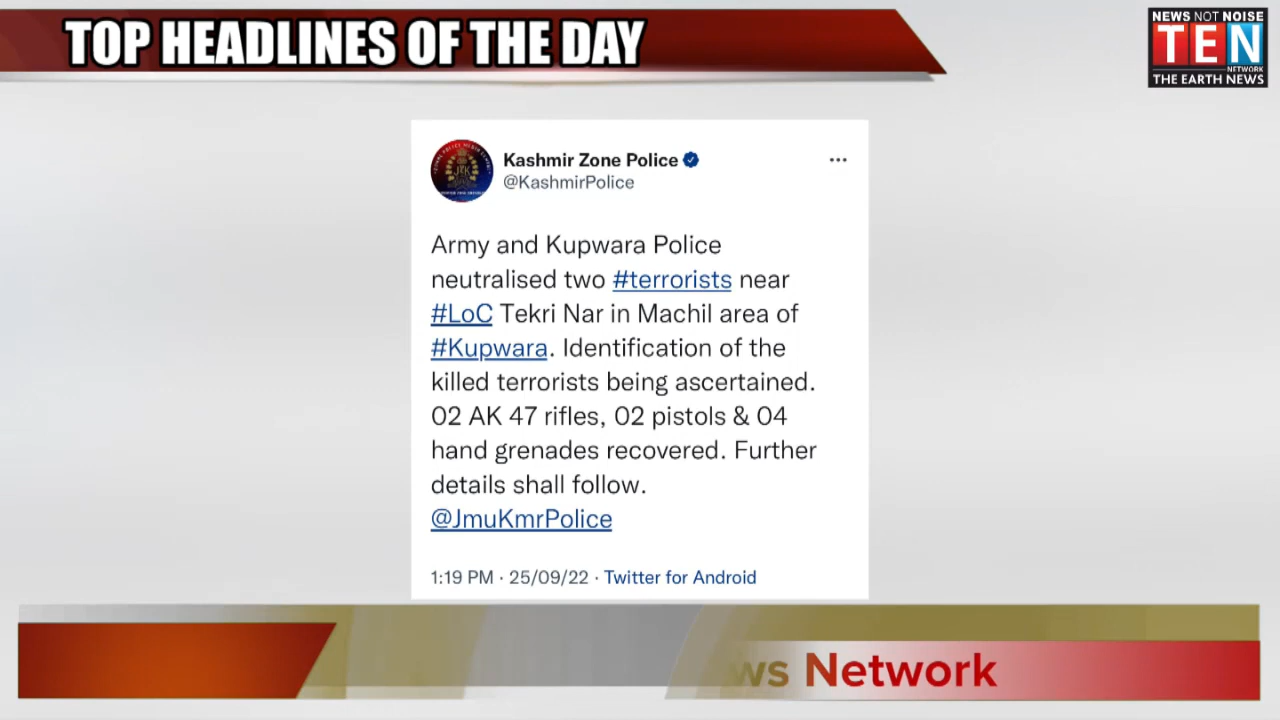 TOP HEADLINES OF THE DAY
NEWS NOT NOISE
TEN
NETWORK
THE EARTH NEWS
Kashmir Zone Police
@KashmirPolice
Army and Kupwara Police
neutralised two #terrorists near
#LoC Tekri Nar in Machil area of
#Kupwara. Identification of the
killed terrorists being ascertained.
02 AK 47 rifles, 02 pistols & 04
hand grenades recovered. Further
details shall follow.
@JmuKmrPolice
1:19 PM · 25/09/22 · Twitter for Android
ws Network